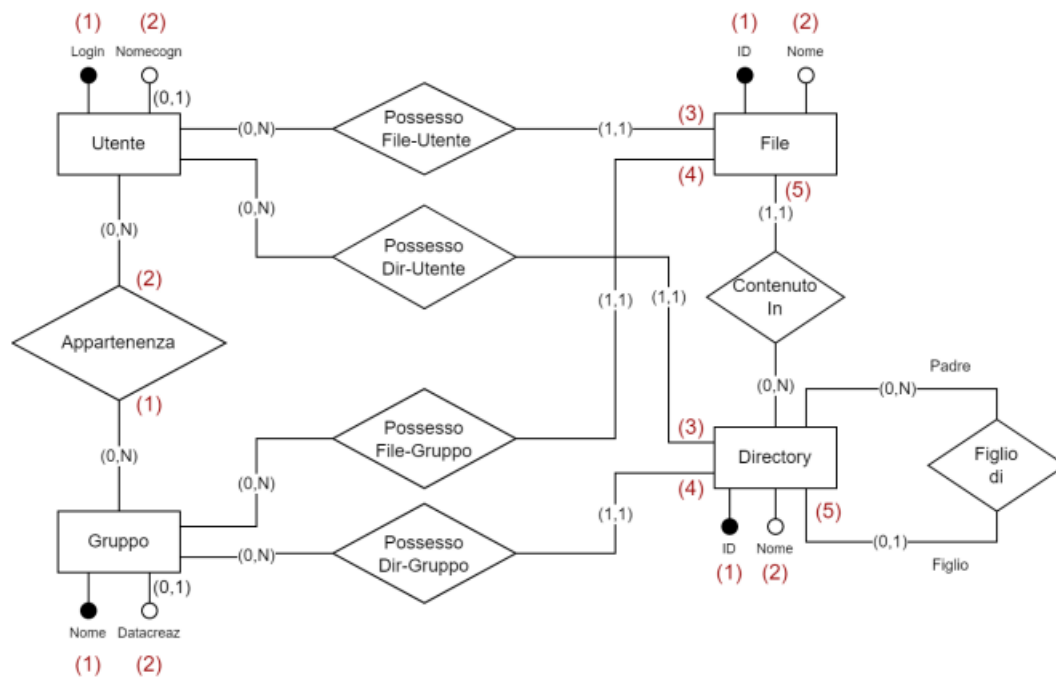 (1) (2)
Login Nomecogn
(0,1)
Utente
(0,N)
Possesso
File-Utente
(1,1)
(1) (2)
ID Nome
(3)
File
(4)
(5)
(0,N)
Possesso
Dir-Utente
(1,1)
(1,1)
Contenuto
In
(0,N)
(0,N)
(2)
Appartenenza
(1)
(0,N)
(1,1)
Possesso
File-Gruppo
(0,N)
Padre
(0,N)
Figlio
di
(0,1)
Figlio
(3)
Directory
(4)
(5)
ID Nome
(1) (2)
Gruppo
(0,N)
Possesso
Dir-Gruppo
(1,1)
(0,1)
Nome Datacreaz
(1) (2)